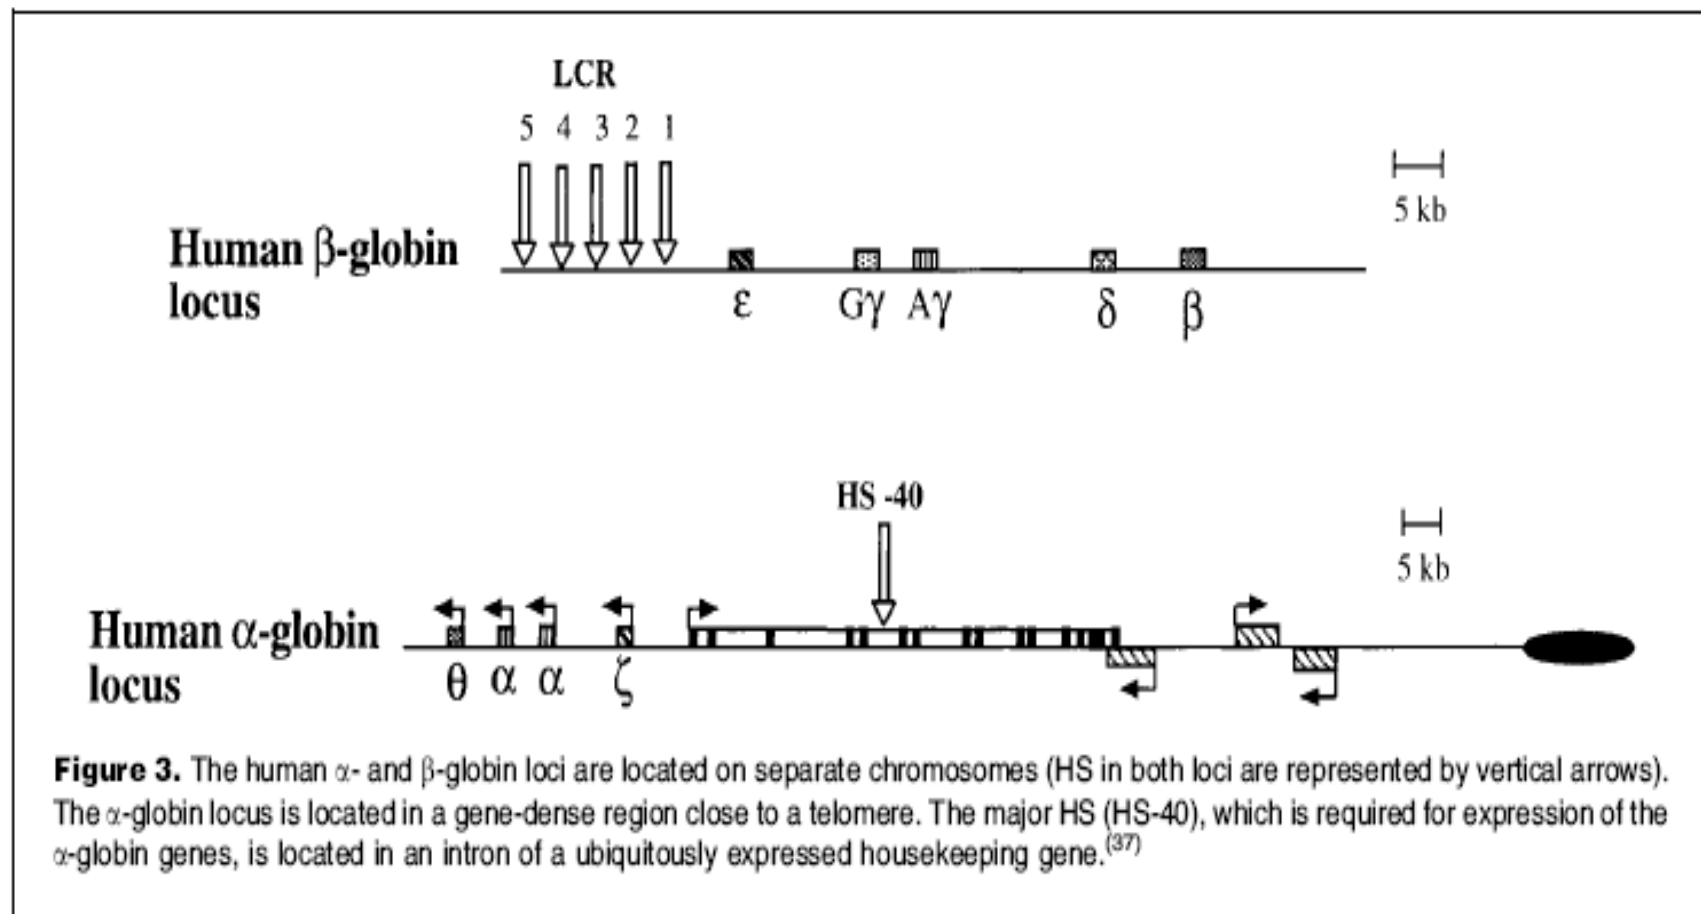 LCR
5 4 3 2 1
5 kb
Human β-globin
locus
ε Gγ Aγ δ β
HS -40
5 kb
Human α-globin
locus
θ α α ζ
Figure 3. The human α- and β-globin loci are located on separate chromosomes (HS in both loci are represented by vertical arrows).
The α-globin locus is located in a gene-dense region close to a telomere. The major HS (HS-40), which is required for expression of the
α-globin genes, is located in an intron of a ubiquitously expressed housekeeping gene.(37)